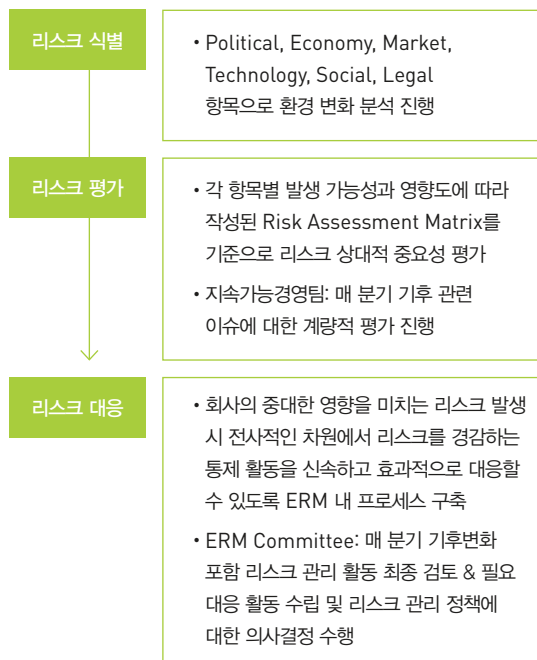 리스크 식별
• Political, Economy, Market,
Technology, Social, Legal
항목으로 환경 변화 분석 진행
리스크 평가
• 각 항목별 발생 가능성과 영향도에 따라
작성된 Risk Assessment Matrix를
기준으로 리스크 상대적 중요성 평가
• 지속가능경영팀: 매 분기 기후 관련
이슈에 대한 계량적 평가 진행
리스크 대응
• 회사의 중대한 영향을 미치는 리스크 발생
시 전사적인 차원에서 리스크를 경감하는
통제 활동을 신속하고 효과적으로 대응할
수 있도록 ERM 내 프로세스 구축
• ERM Committee: 매 분기 기후변화
포함 리스크 관리 활동 최종 검토 & 필요
대응 활동 수립 및 리스크 관리 정책에
대한 의사결정 수행